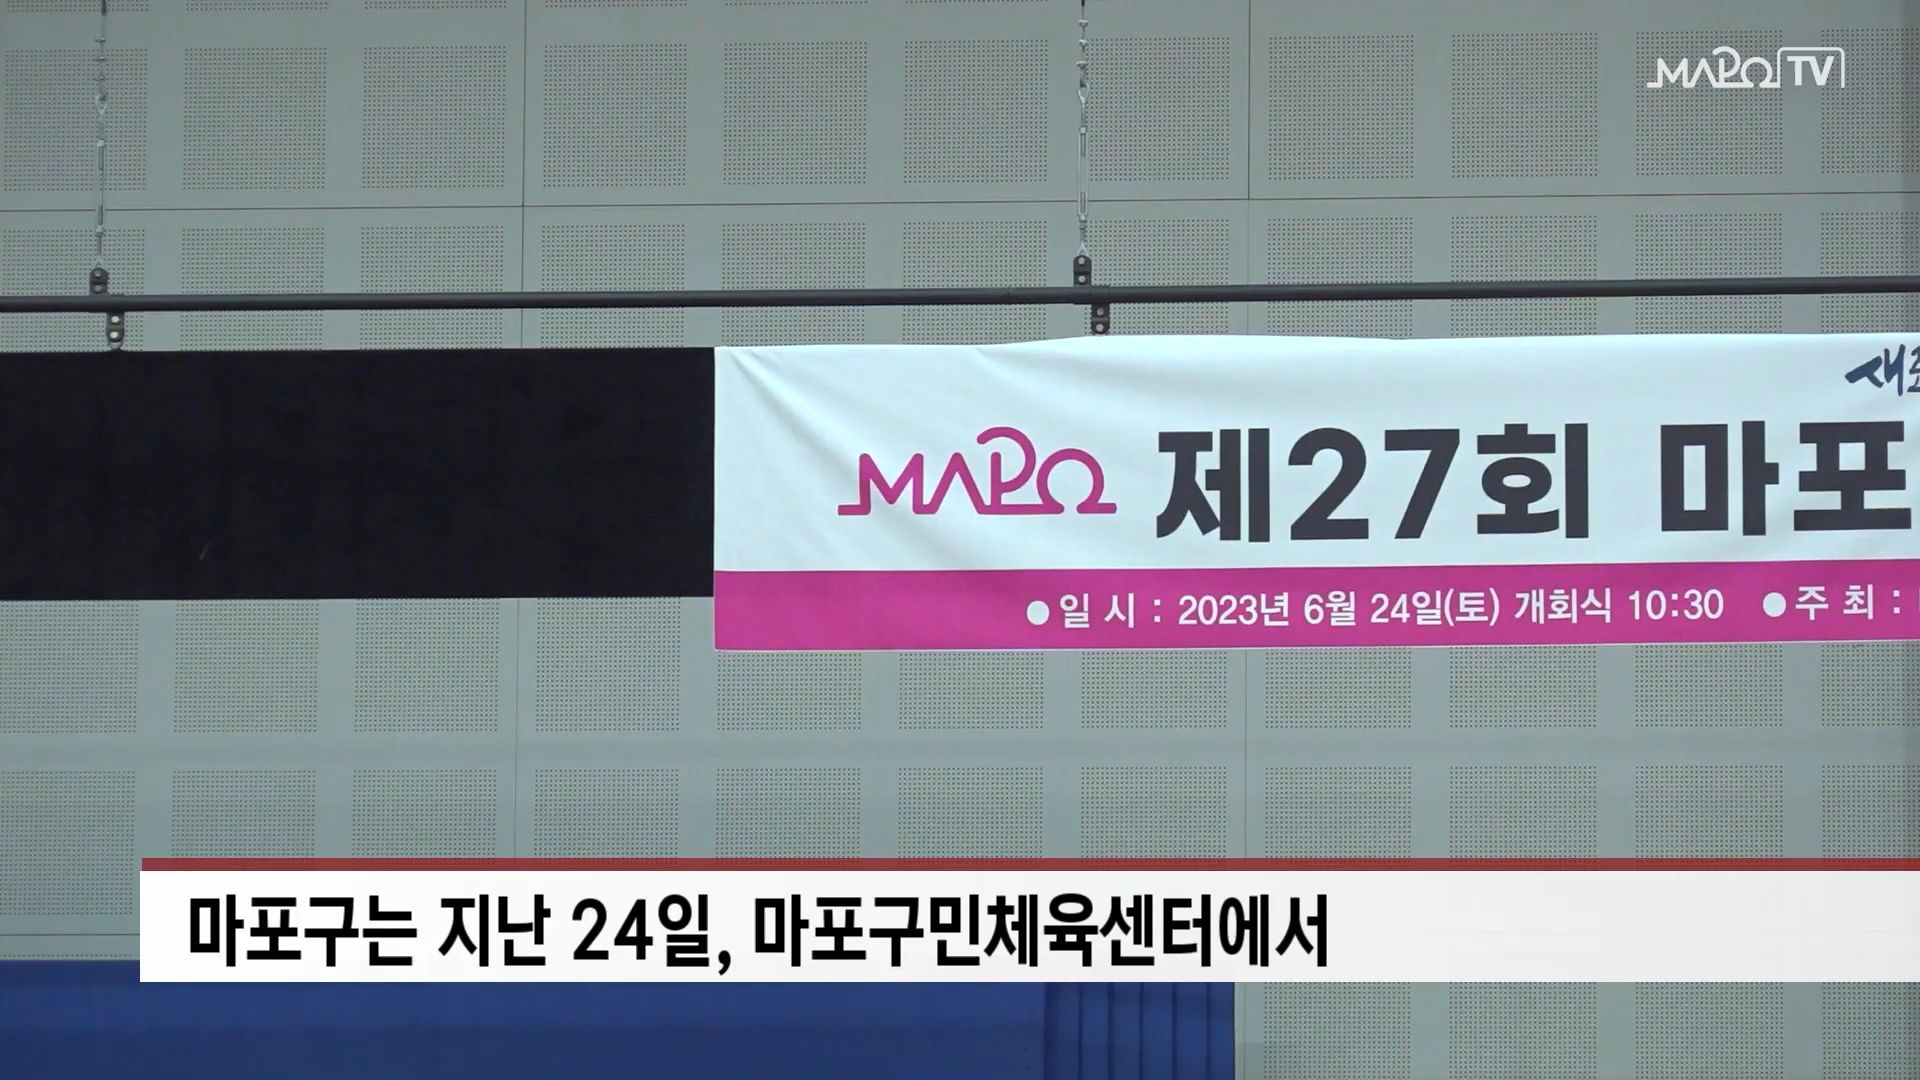 MAPO TV
MAPO 제27회 마포
● 일 시 : 2023년 6월 24일(토) 개회식 10:30 ● 주 최 :
마포구는 지난 24일, 마포구민체육센터에서